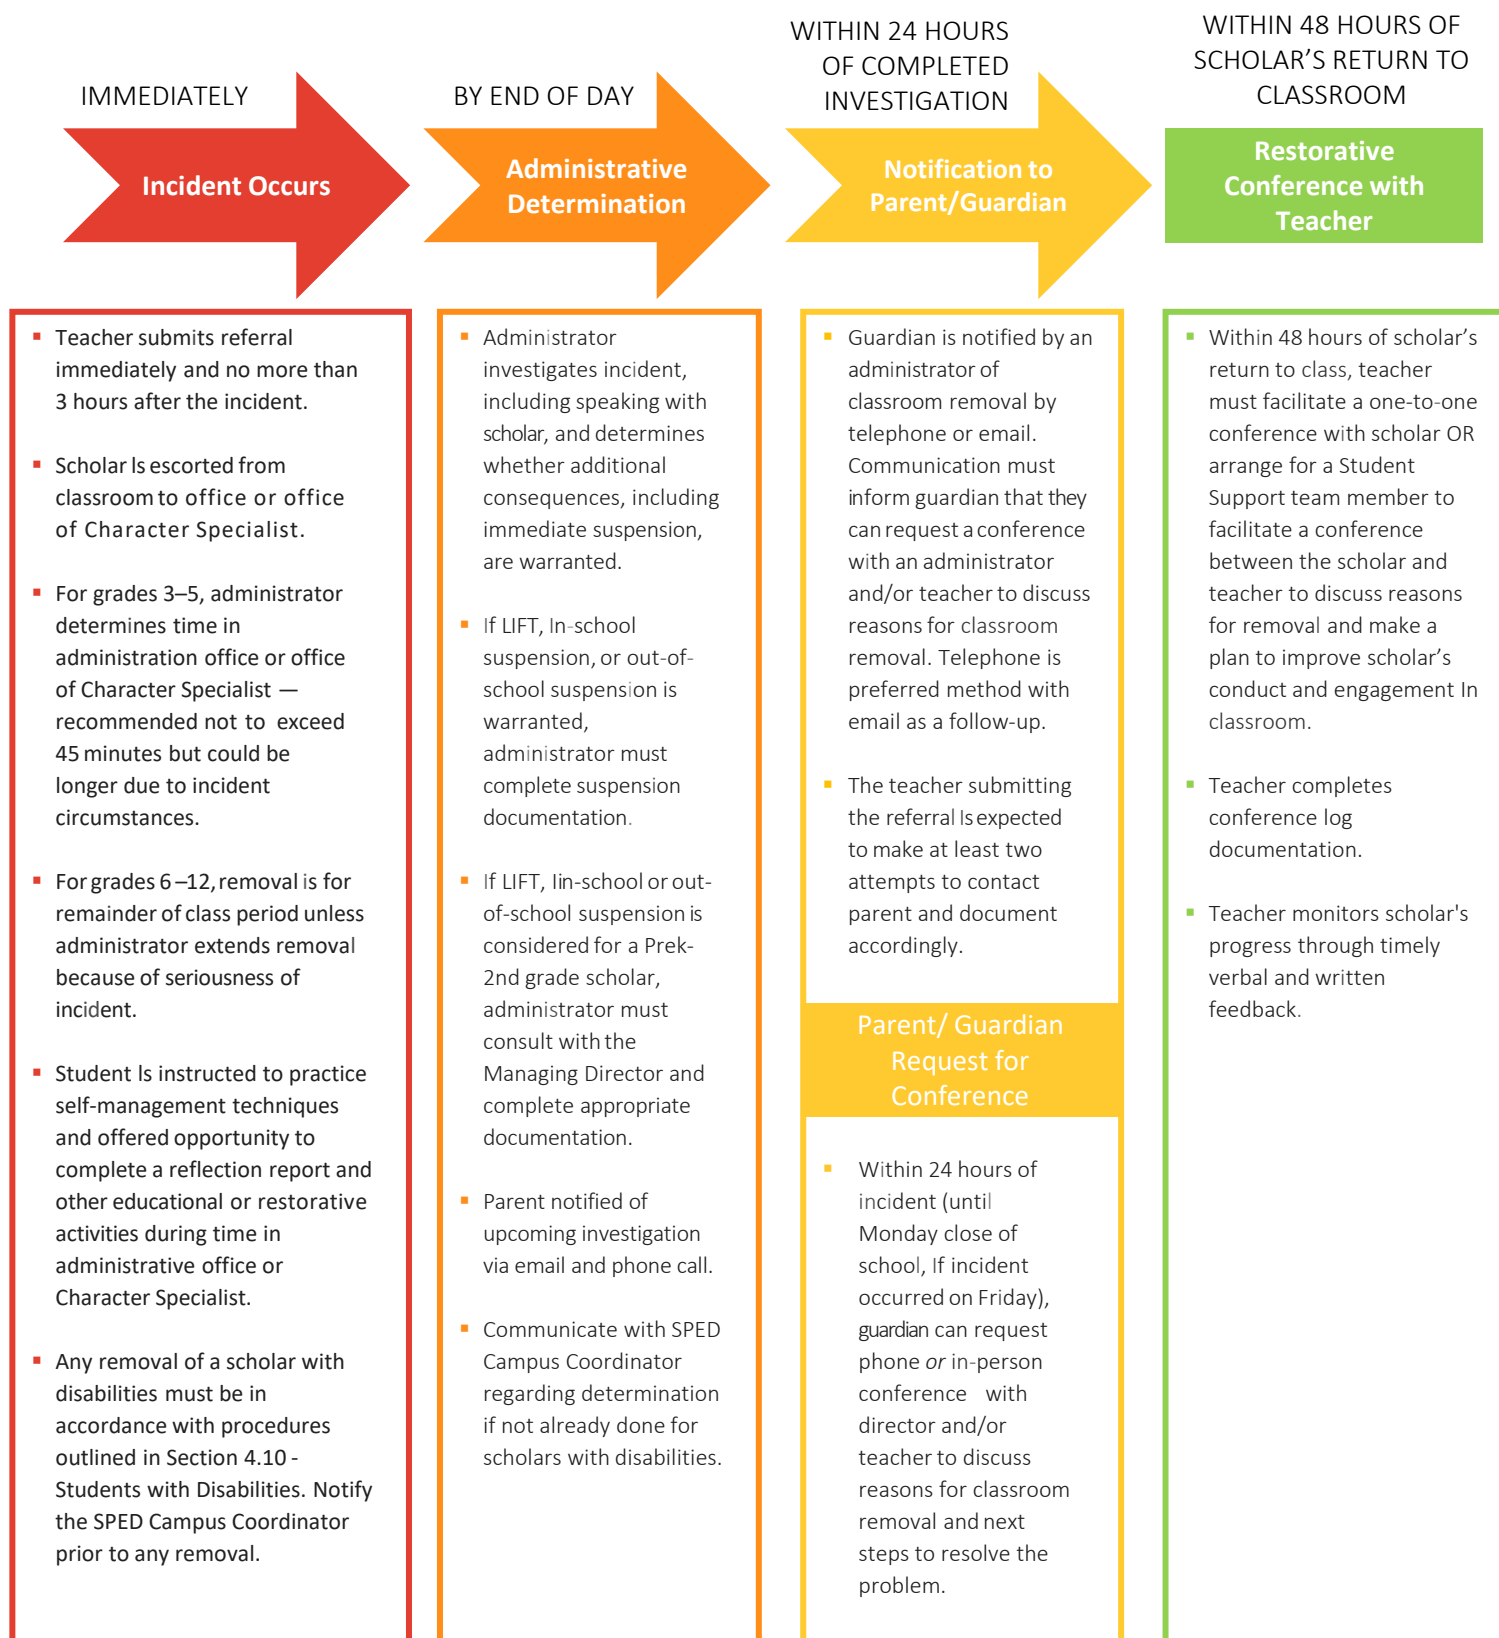 IMMEDIATELY
Incident Occurs
▪ Teacher submits referral
immediately and no more than
3 hours after the incident.
▪ Scholar Is escorted from
classroom to office or office
of Character Specialist.
▪ For grades 3–5, administrator
determines time in
administration office or office
of Character Specialist —
recommended not to exceed
45 minutes but could be
longer due to incident
circumstances.
▪ For grades 6 –12, removal is for
remainder of class period unless
administrator extends removal
because of seriousness of
incident.
▪ Student Is instructed to practice
self-management techniques
and offered opportunity to
complete a reflection report and
other educational or restorative
activities during time in
administrative office or
Character Specialist.
▪ Any removal of a scholar with
disabilities must be in
accordance with procedures
outlined in Section 4.10 -
Students with Disabilities. Notify
the SPED Campus Coordinator
prior to any removal.
BY END OF DAY
Administrative
Determination
▪ Administrator
investigates incident,
including speaking with
scholar, and determines
whether additional
consequences, including
immediate suspension,
are warranted.
▪ If LIFT, In-school
suspension, or out-of-
school suspension is
warranted,
administrator must
complete suspension
documentation.
▪ If LIFT, Iin-school or out-
of-school suspension is
considered for a Prek-
2nd grade scholar,
administrator must
consult with the
Managing Director and
complete appropriate
documentation.
▪ Parent notified of
upcoming investigation
via email and phone call.
▪ Communicate with SPED
Campus Coordinator
regarding determination
if not already done for
scholars with disabilities.
WITHIN 24 HOURS
OF COMPLETED
INVESTIGATION
Notification to
Parent/Guardian
▪ Guardian is notified by an
administrator of
classroom removal by
telephone or email.
Communication must
inform guardian that they
can request a conference
with an administrator
and/or teacher to discuss
reasons for classroom
removal. Telephone is
preferred method with
email as a follow-up.
▪ The teacher submitting
the referral Is expected
to make at least two
attempts to contact
parent and document
accordingly.
Parent/ Guardian
Request for
Conference
▪ Within 24 hours of
incident (until
Monday close of
school, If incident
occurred on Friday),
guardian can request
phone or in-person
conference with
director and/or
teacher to discuss
reasons for classroom
removal and next
steps to resolve the
problem.
WITHIN 48 HOURS OF
SCHOLAR’S RETURN TO
CLASSROOM
Restorative
Conference with
Teacher
▪ Within 48 hours of scholar’s
return to class, teacher
must facilitate a one-to-one
conference with scholar OR
arrange for a Student
Support team member to
facilitate a conference
between the scholar and
teacher to discuss reasons
for removal and make a
plan to improve scholar’s
conduct and engagement In
classroom.
▪ Teacher completes
conference log
documentation.
▪ Teacher monitors scholar's
progress through timely
verbal and written
feedback.